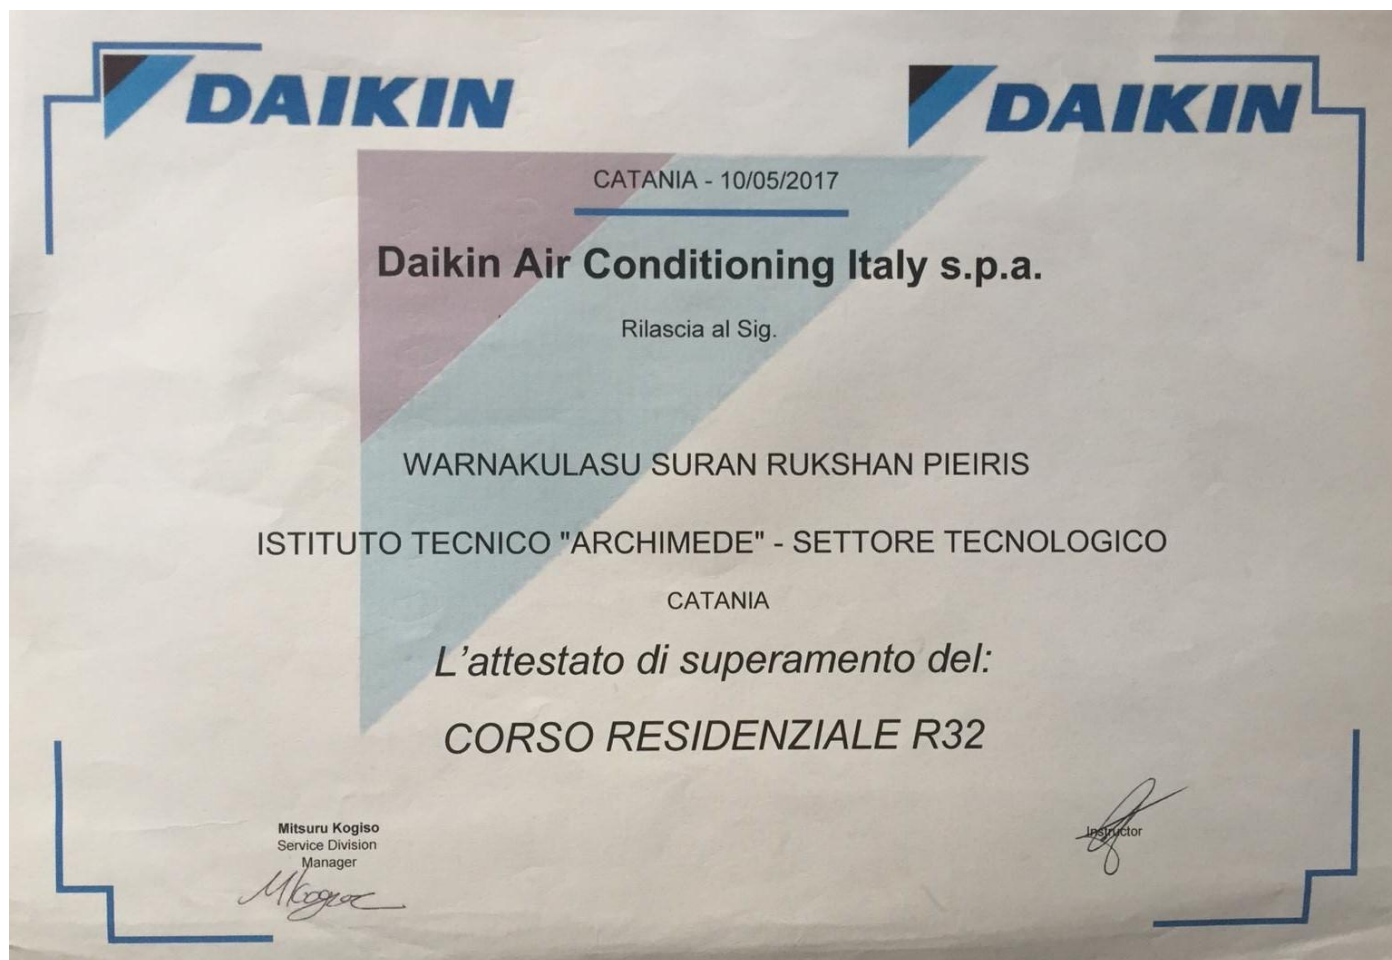 DAIKIN
DAIKIN
CATANIA - 10/05/2017
Daikin Air Conditioning Italy s.p.a.
Rilascia al Sig.
WARNAKULASU SURAN RUKSHAN PIEIRIS
ISTITUTO TECNICO "ARCHIMEDE" - SETTORE TECNOLOGICO
CATANIA
L'attestato di superamento del:
CORSO RESIDENZIALE R32
Mitsuru Kogiso
Service Division
Manager
Instructor